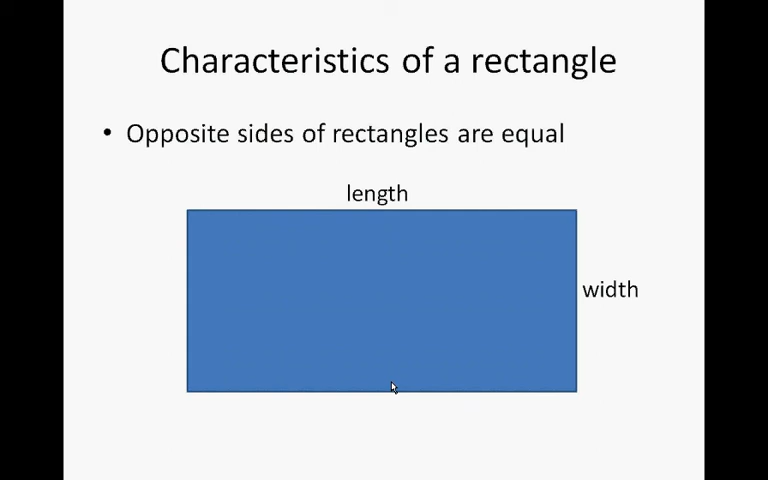 Characteristics of a rectangle
• Opposite sides of rectangles are equal
length
width